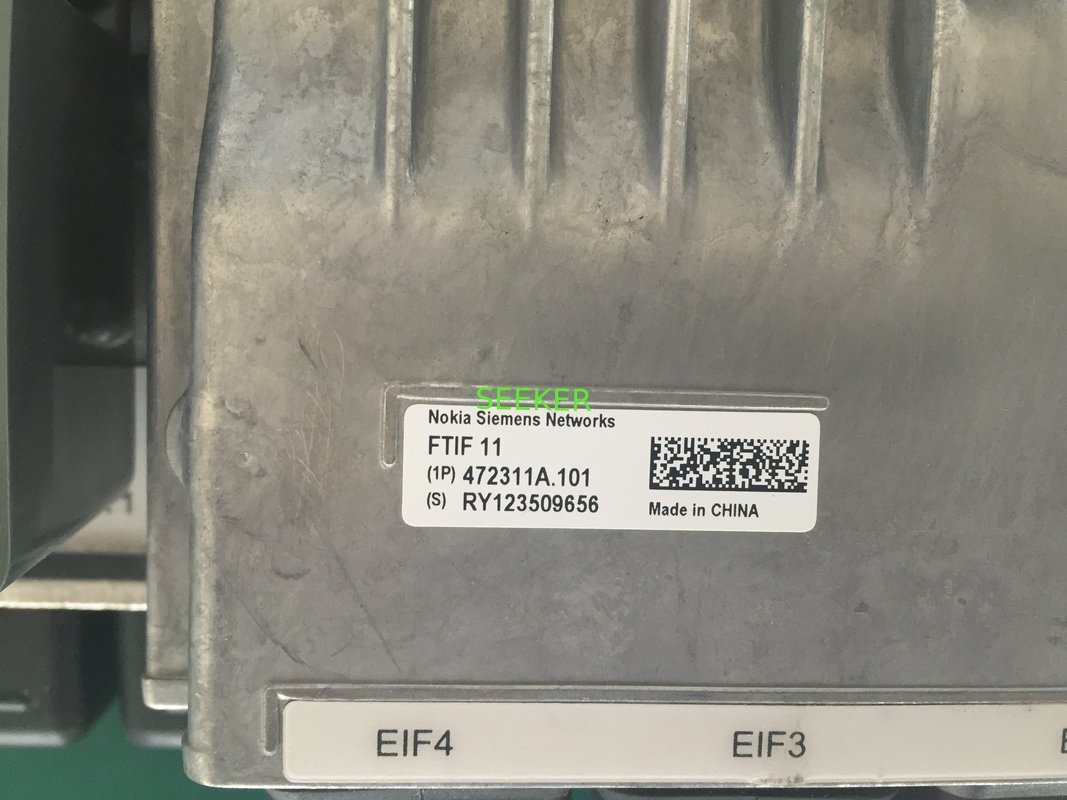 SEEKER
Nokia Siemens Networks
FTIF 11
(1P) 472311A.101
(S) RY123509656
Made in CHINA
EIF4
EIF3